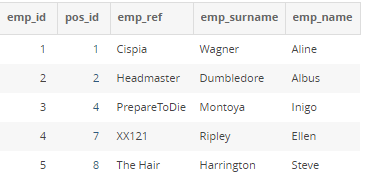 emp_id pos_id emp_ref emp_surname emp_name
1 1 Cispia Wagner Aline
2 2 Headmaster Dumbledore Albus
3 4 PrepareToDie Montoya Inigo
4 7 XX121 Ripley Ellen
5 8 The Hair Harrington Steve